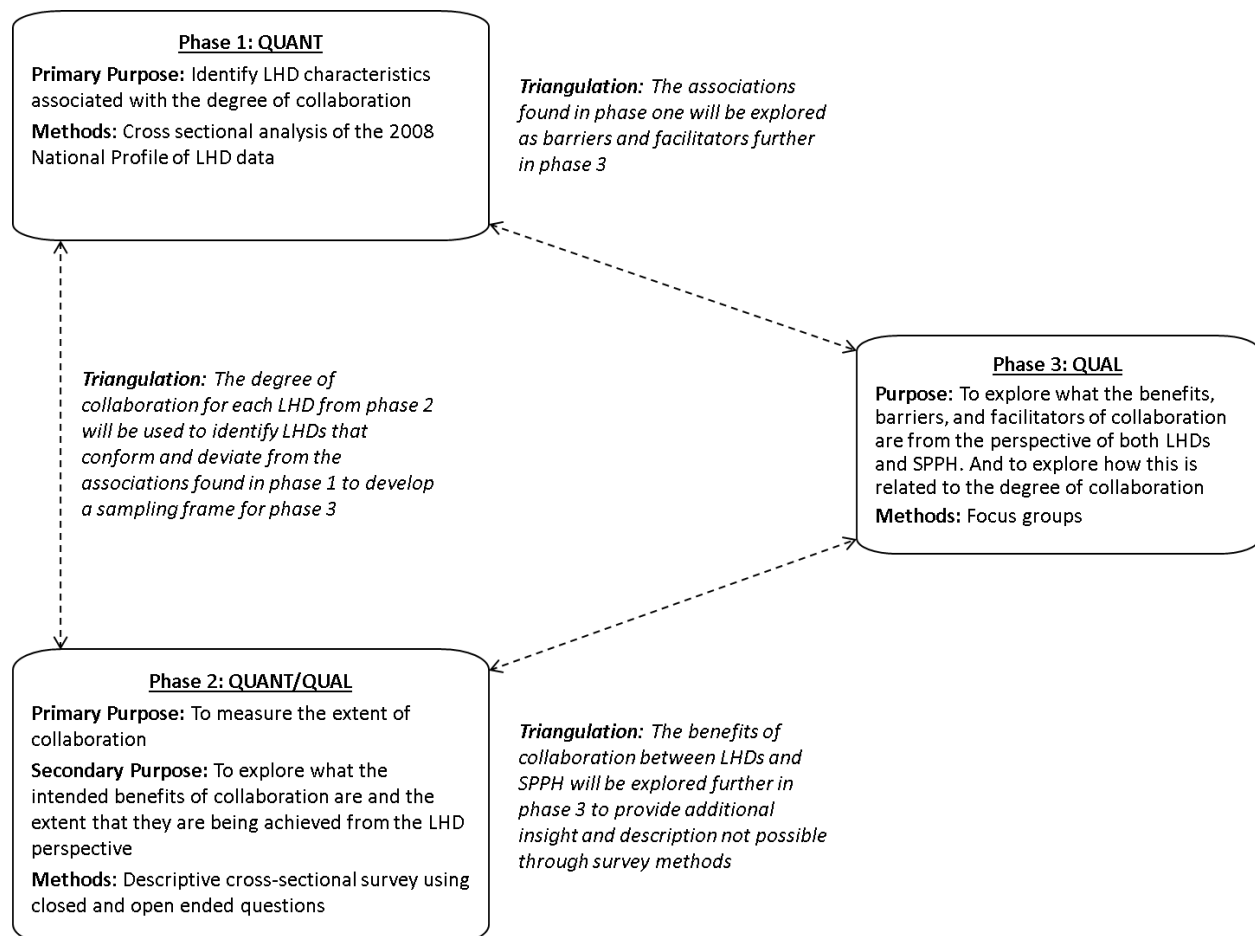 Phase 1: QUANT
Primary Purpose: Identify LHD characteristics
associated with the degree of collaboration
Methods: Cross sectional analysis of the 2008
National Profile of LHD data
Triangulation: The associations
found in phase one will be explored
as barriers and facilitators further
in phase 3
Triangulation: The degree of
collaboration for each LHD from phase 2
will be used to identify LHDs that
conform and deviate from the
associations found in phase 1 to develop
a sampling frame for phase 3
Phase 3: QUAL
Purpose: To explore what the benefits,
barriers, and facilitators of collaboration
are from the perspective of both LHDs
and SPPH. And to explore how this is
related to the degree of collaboration
Methods: Focus groups
Phase 2: QUANT/QUAL
Primary Purpose: To measure the extent of
collaboration
Secondary Purpose: To explore what the
intended benefits of collaboration are and the
extent that they are being achieved from the LHD
perspective
Methods: Descriptive cross-sectional survey using
closed and open ended questions
Triangulation: The benefits of
collaboration between LHDs and
SPPH will be explored further in
phase 3 to provide additional
insight and description not possible
through survey methods